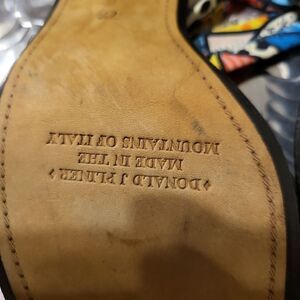 ♦ DONALD J PLINER ♦
MADE IN THE
MOUNTAINS OF ITALY